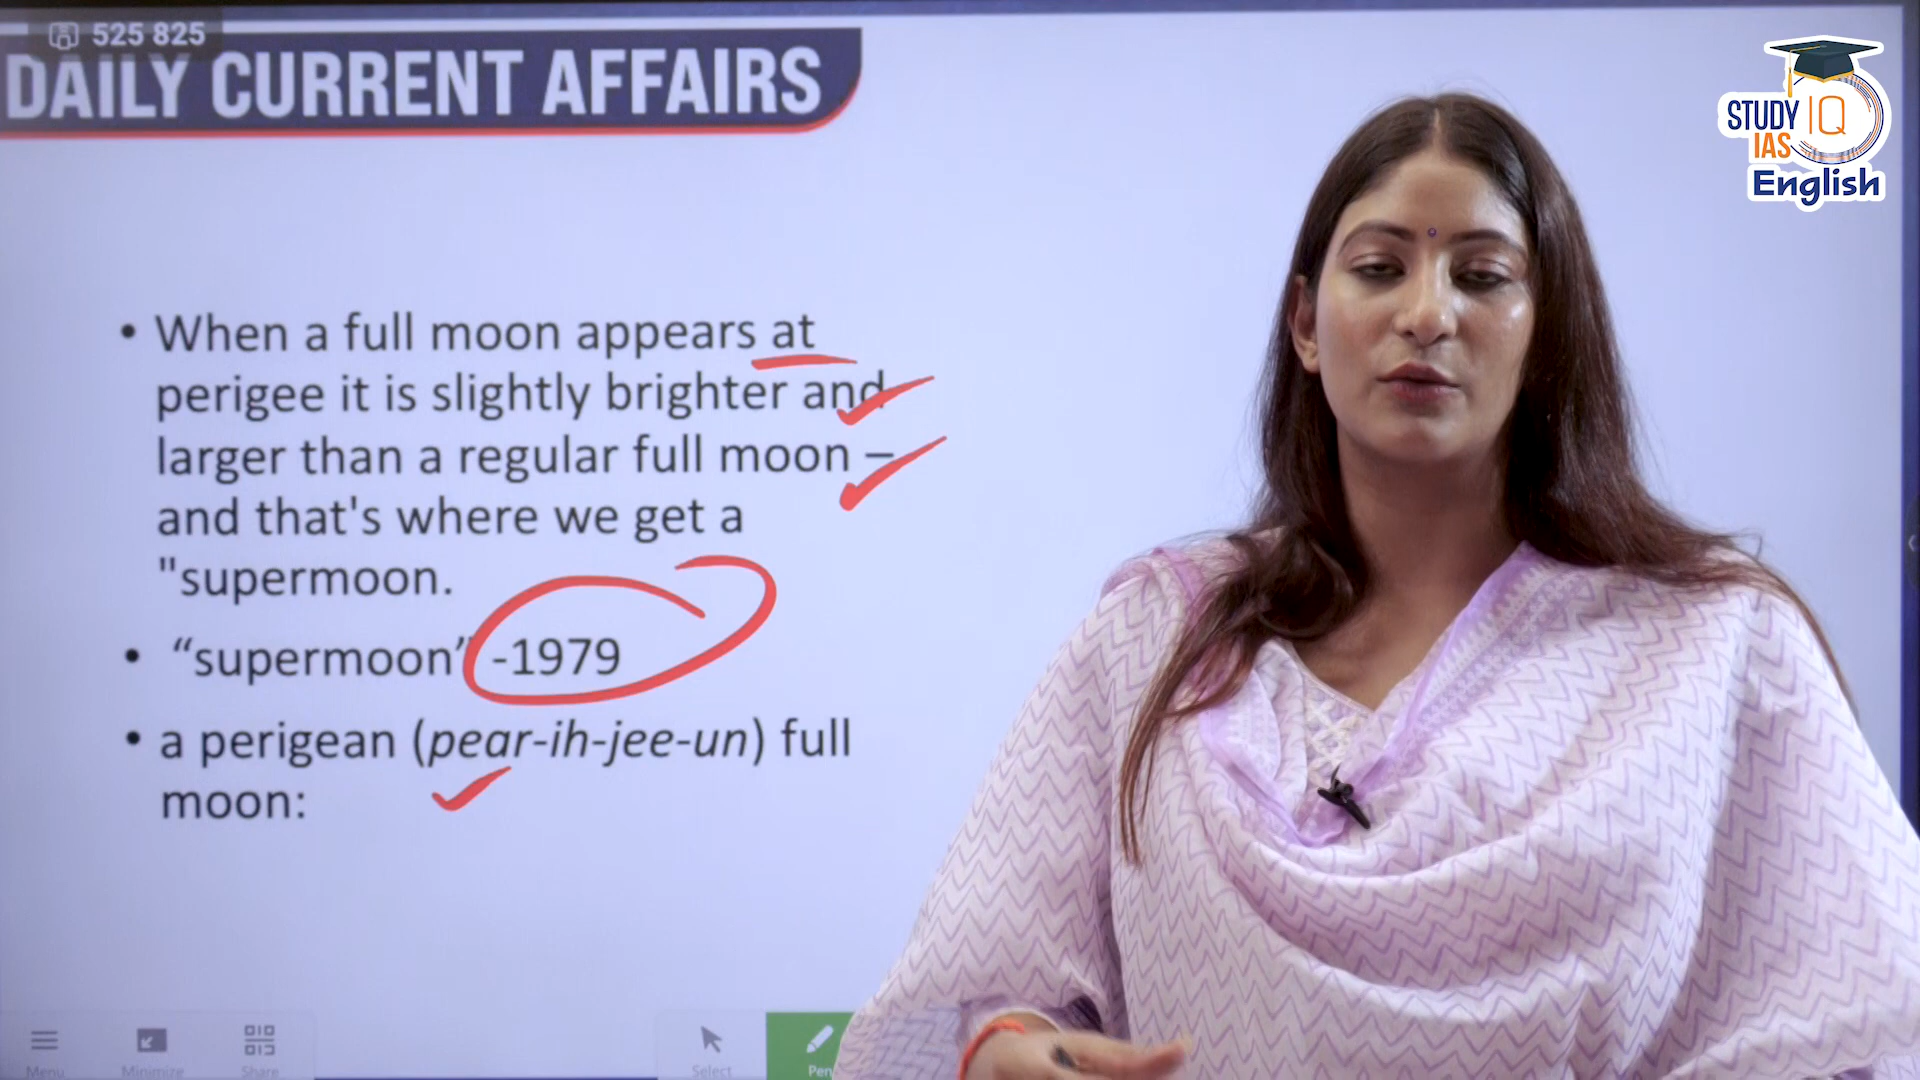 525 825
DAILY CURRENT AFFAIRS
STUDY IQ
IAS
English
• When a full moon appears at
perigee it is slightly brighter and
larger than a regular full moon –
and that's where we get a
"supermoon.
• “supermoon” -1979
• a perigean (pear-ih-jee-un) full
moon:
Menu
Minimize
Share
Select
Pen